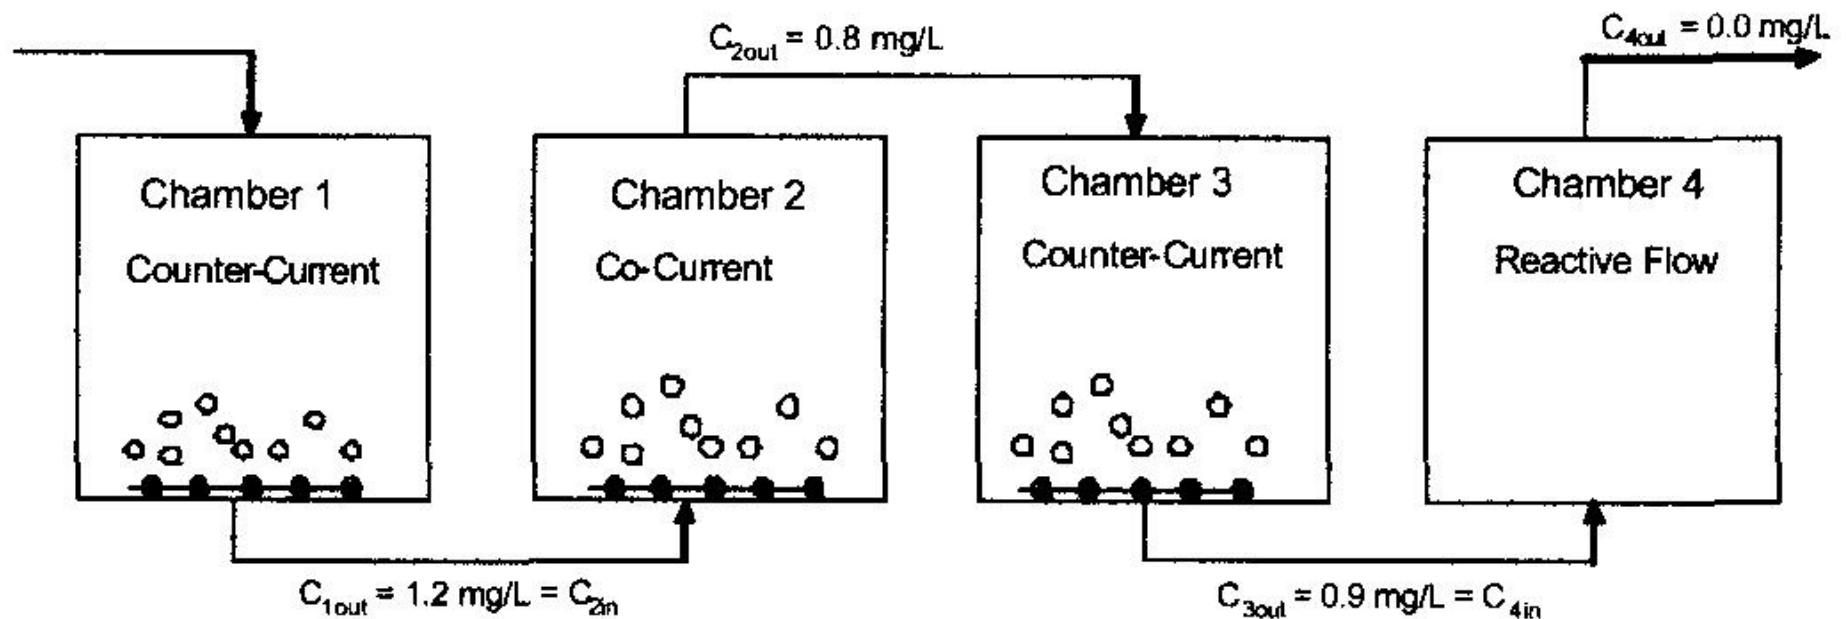 C2out = 0.8 mg/L
C4out = 0.0 mg/L
Chamber 1
Counter-Current
Chamber 2
Co-Current
Chamber 3
Counter-Current
Chamber 4
Reactive Flow
C1out = 1.2 mg/L = C2in
C3out = 0.9 mg/L = C4in